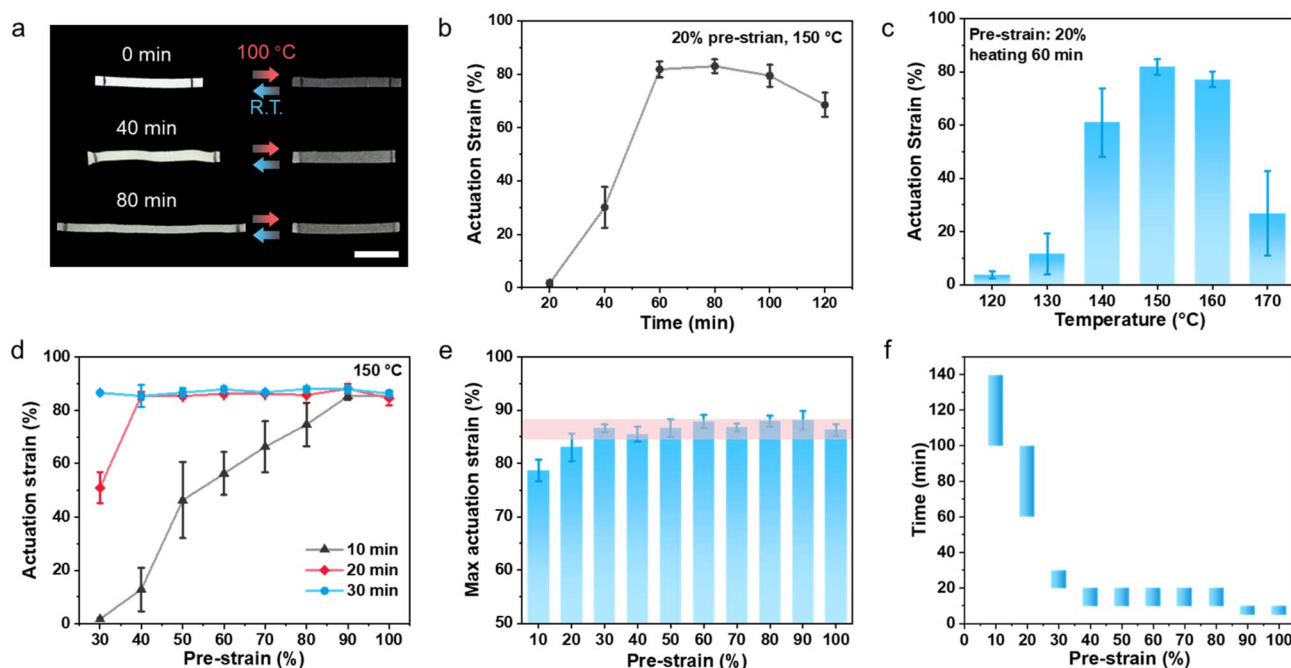 a
0 min
100 °C
R.T.
40 min
80 min
b
20% pre-strian, 150 °C
Actuation Strain (%)
100
80
60
40
20
0
20 40 60 80 100 120
Time (min)
c
Pre-strain: 20%
heating 60 min
Actuation Strain (%)
100
80
60
40
20
0
120 130 140 150 160 170
Temperature (°C)
d
150 °C
Actuation strain (%)
100
80
60
40
20
0
10 min
20 min
30 min
30 40 50 60 70 80 90 100
Pre-strain (%)
e
Max actuation strain (%)
100
90
80
70
60
50
10 20 30 40 50 60 70 80 90 100
Pre-strain (%)
f
Time (min)
140
120
100
80
60
40
20
0
0 10 20 30 40 50 60 70 80 90 100
Pre-strain (%)